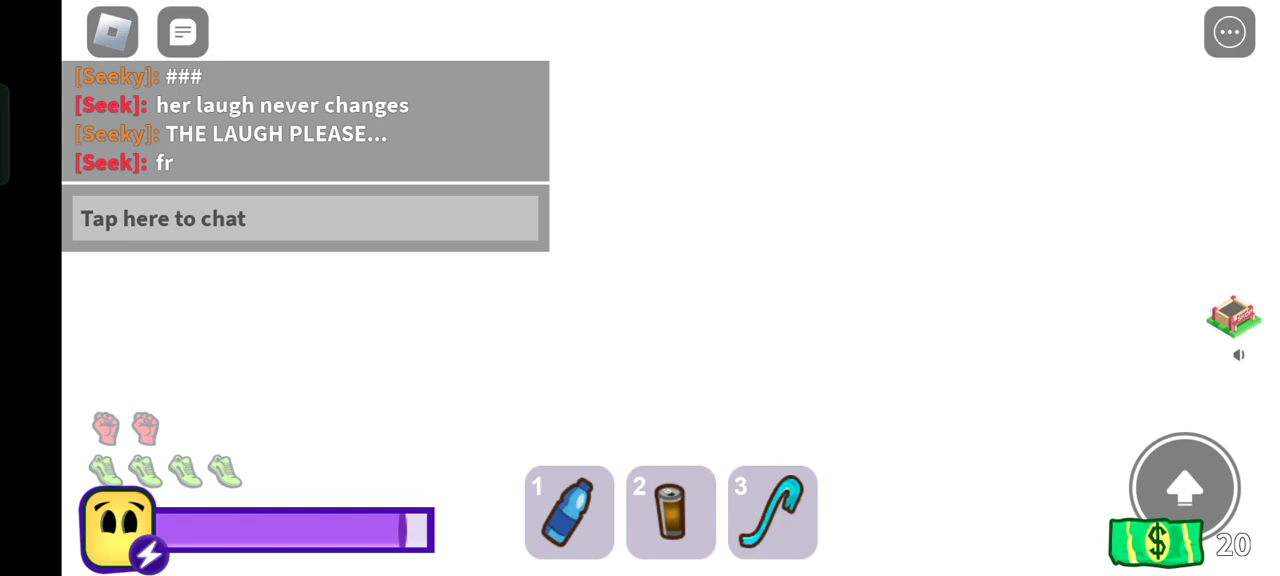 [Seeky]: ###
[Seek]: her laugh never changes
[Seeky]: THE LAUGH PLEASE...
[Seek]: fr
Tap here to chat
1 2 3
$ 20